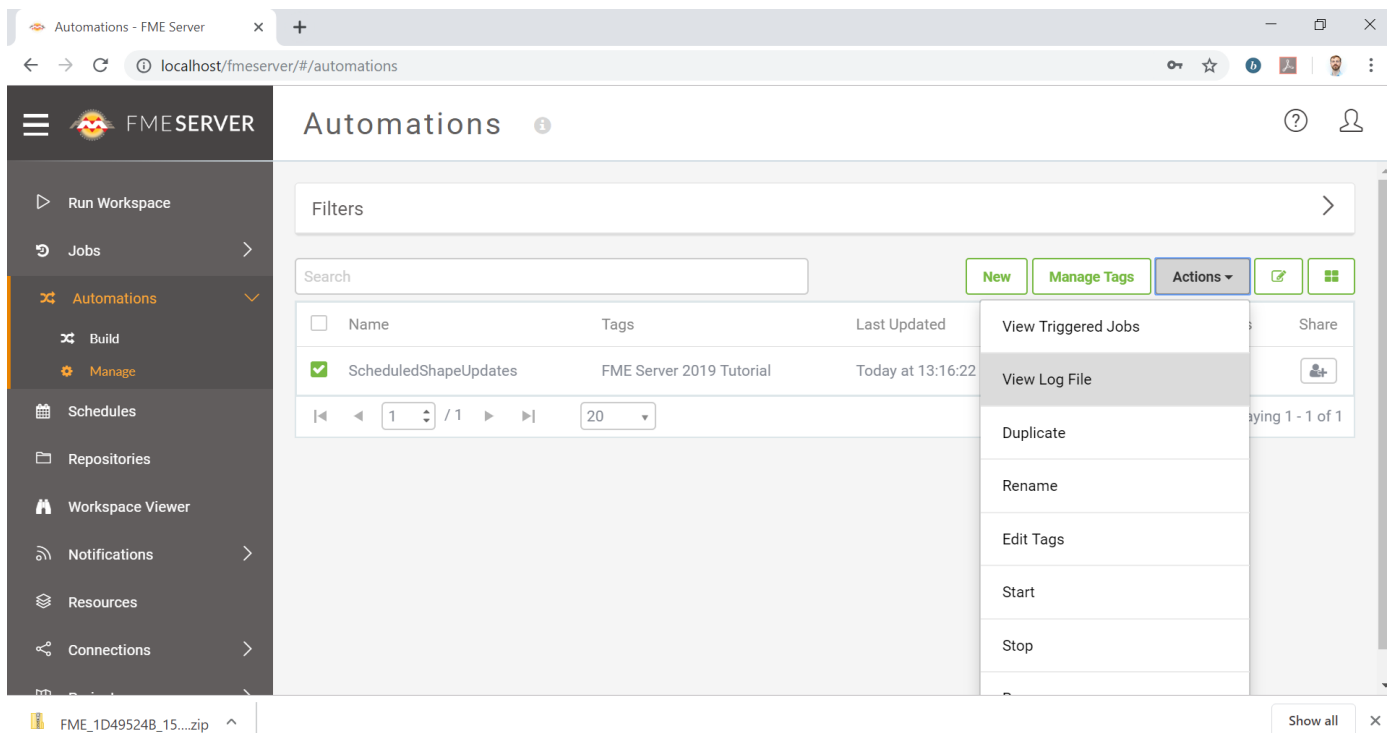 Automations - FME Server
localhost/fmeserver/#/automations
FMESERVER
Automations
Run Workspace
Jobs
Automations
Build
Manage
Schedules
Repositories
Workspace Viewer
Notifications
Resources
Connections
Filters
Search
New
Manage Tags
Actions
Name Tags Last Updated Share
ScheduledShapeUpdates FME Server 2019 Tutorial Today at 13:16:22
1 / 1 20 1 - 1 of 1
View Triggered Jobs
View Log File
Duplicate
Rename
Edit Tags
Start
Stop
FME_1D49524B_15....zip
Show all